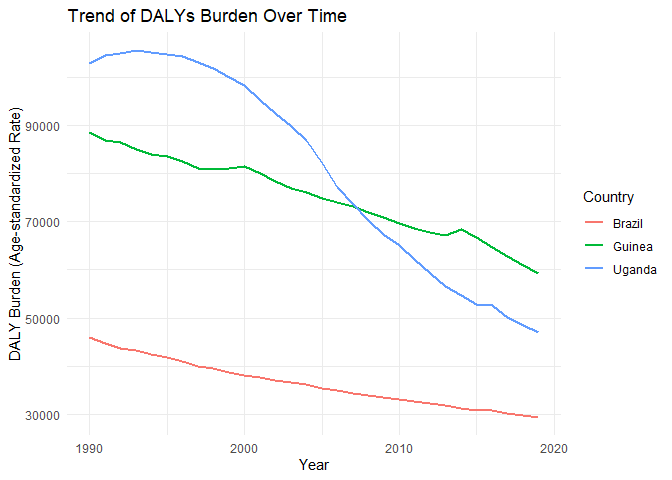 Trend of DALYs Burden Over Time
DALY Burden (Age-standardized Rate)
90000
70000
50000
30000
1990
2000
2010
2020
Year
Country
Brazil
Guinea
Uganda